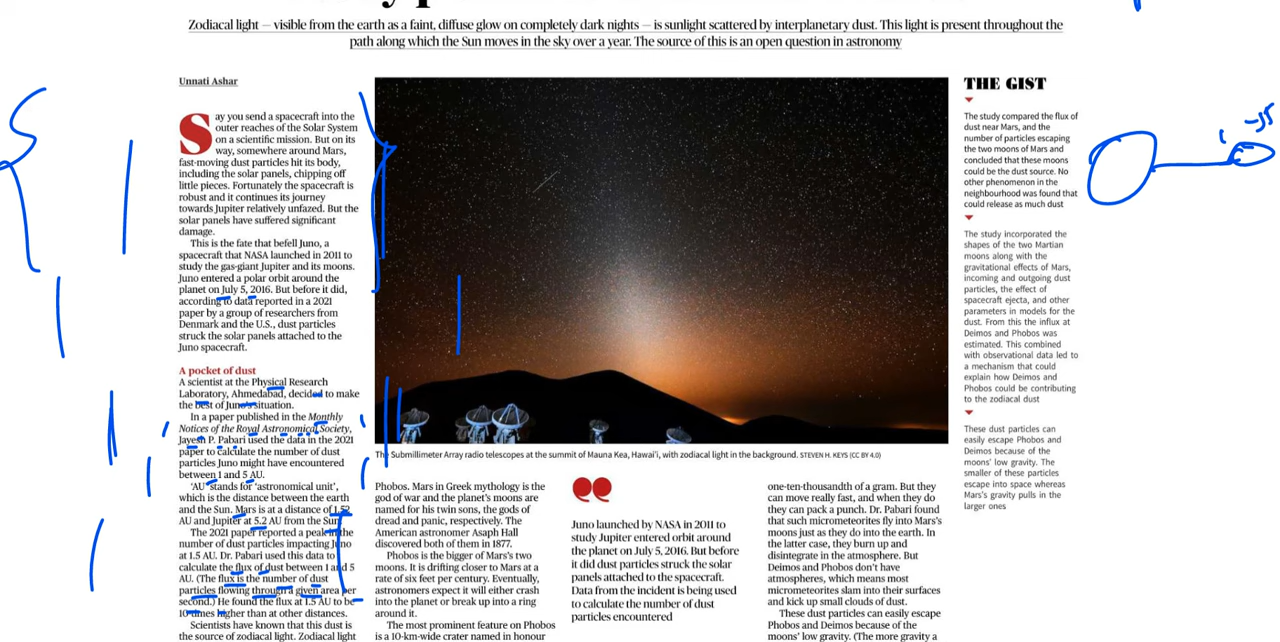 Zodiacal light — visible from the earth as a faint, diffuse glow on completely dark nights — is sunlight scattered by interplanetary dust. This light is present throughout the
path along which the Sun moves in the sky over a year. The source of this is an open question in astronomy
Unnati Ashar
Say you send a spacecraft into the
outer reaches of the Solar System
on a scientific mission. But on its
way, somewhere around Mars,
fast-moving dust particles hit its body,
including the solar panels, chipping off
little pieces. Fortunately the spacecraft is
robust and it continues its journey
towards Jupiter relatively unfazed. But the
solar panels have suffered significant
damage.
This is the fate that befell Juno, a
spacecraft that NASA launched in 2011 to
study the gas-giant Jupiter and its moons.
Juno entered a polar orbit around the
planet on July 5, 2016. But before it did,
according to data reported in a 2021
paper by a group of researchers from
Denmark and the U.S., dust particles
struck the solar panels attached to the
Juno spacecraft.
A pocket of dust
A scientist at the Physical Research
Laboratory, Ahmedabad, decided to make
the best of Juno's situation.
In a paper published in the Monthly
Notices of the Royal Astronomical Society,
Jayesh P. Pabari used the data in the 2021
paper to calculate the number of dust
particles Juno might have encountered
between 1 and 5 AU.
'AU' stands for 'astronomical unit',
which is the distance between the earth
and the Sun. Mars is at a distance of 1.52
AU and Jupiter at 5.2 AU from the Sun.
The 2021 paper reported a peak in the
number of dust particles impacting Juno
at 1.5 AU. Dr. Pabari used this data to
calculate the flux of dust between 1 and 5
AU. (The flux is the number of dust
particles flowing through a given area per
second.) He found the flux at 1.5 AU to be
10-times higher than at other distances.
Scientists have known that this dust is
the source of zodiacal light. Zodiacal light
The Submillimeter Array radio telescopes at the summit of Mauna Kea, Hawai'i, with zodiacal light in the background. STEVEN H. KEYS (CC BY 4.0)
Phobos. Mars in Greek mythology is the
god of war and the planet's moons are
named for his twin sons, the gods of
dread and panic, respectively. The
American astronomer Asaph Hall
discovered both of them in 1877.
Phobos is the bigger of Mars's two
moons. It is drifting closer to Mars at a
rate of six feet per century. Eventually,
astronomers expect it will either crash
into the planet or break up into a ring
around it.
The most prominent feature on Phobos
is a 10-km-wide crater named in honour
Juno launched by NASA in 2011 to
study Jupiter entered orbit around
the planet on July 5, 2016. But before
it did dust particles struck the solar
panels attached to the spacecraft.
Data from the incident is being used
to calculate the number of dust
particles encountered
one-ten-thousandth of a gram. But they
can move really fast, and when they do
they can pack a punch. Dr. Pabari found
that such micrometeorites fly into Mars's
moons just as they do into the earth. In
the latter case, they burn up and
disintegrate in the atmosphere. But
Deimos and Phobos don't have
atmospheres, which means most
micrometeorites slam into their surfaces
and kick up small clouds of dust.
These dust particles can easily escape
Phobos and Deimos because of the
moons' low gravity. (The more gravity a
THE GIST
The study compared the flux of
dust near Mars, and the
number of particles escaping
the two moons of Mars and
concluded that these moons
could be the dust source. No
other phenomenon in the
neighbourhood was found that
could release as much dust
The study incorporated the
shapes of the two Martian
moons along with the
gravitational effects of Mars,
incoming and outgoing dust
particles, the effect of
spacecraft ejecta, and other
parameters in models for the
dust. From this the influx at
Deimos and Phobos was
estimated. This combined
with observational data led to
a mechanism that could
explain how Deimos and
Phobos could be contributing
to the zodiacal dust
These dust particles can
easily escape Phobos and
Deimos because of the
moons' low gravity. The
smaller of these particles
escape into space whereas
Mars's gravity pulls in the
larger ones